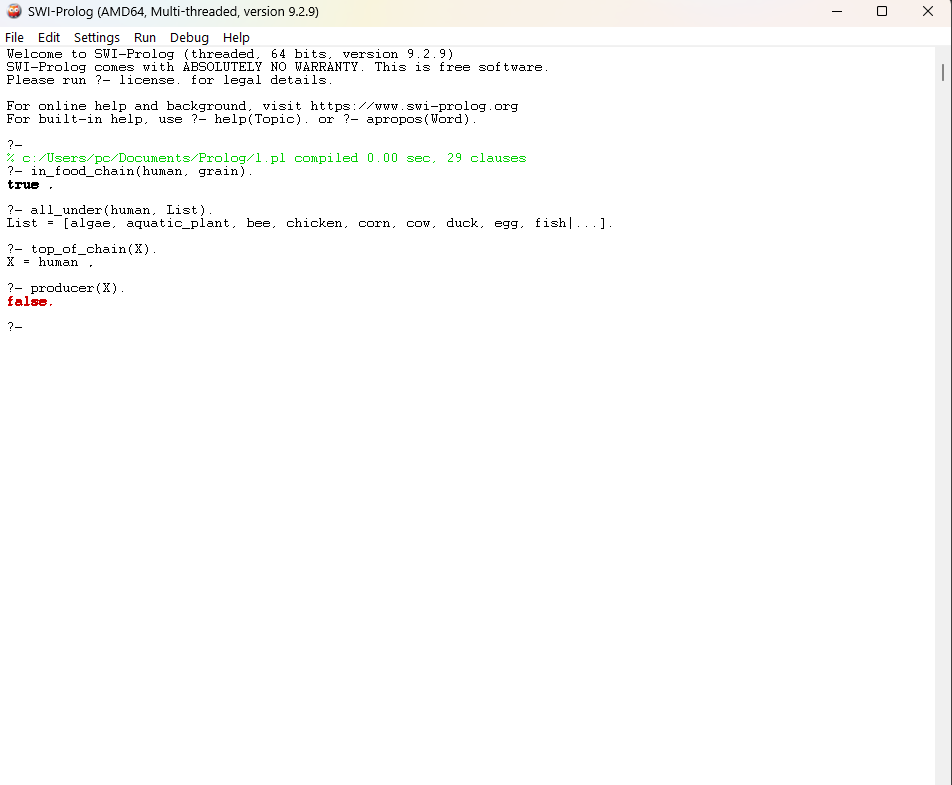 SWI-Prolog (AMD64, Multi-threaded, version 9.2.9)
File Edit Settings Run Debug Help
Welcome to SWI-Prolog (threaded, 64 bits, version 9.2.9)
SWI-Prolog comes with ABSOLUTELY NO WARRANTY. This is free software.
Please run ?- license. for legal details.
For online help and background, visit https://www.swi-prolog.org
For built-in help, use ?- help(Topic). or ?- apropos(Word).
?-
% c:/Users/pc/Documents/Prolog/1.pl compiled 0.00 sec, 29 clauses
?- in_food_chain(human, grain).
true .
?- all_under(human, List).
List = [algae, aquatic_plant, bee, chicken, corn, cow, duck, egg, fish|...].
?- top_of_chain(X).
X = human .
?- producer(X).
false.
?-